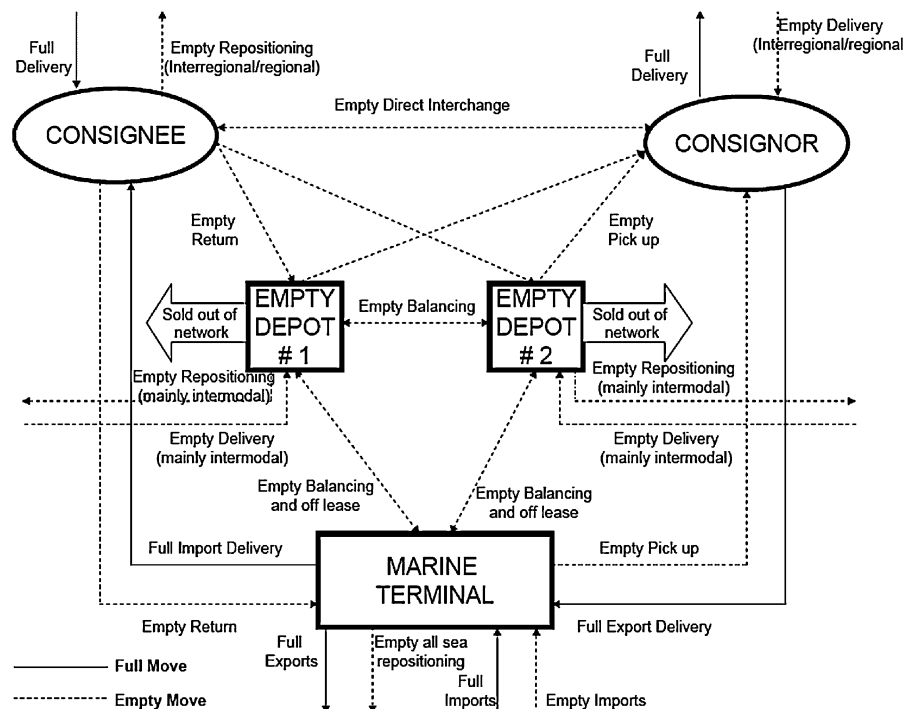 Full
Delivery
Empty Repositioning
(Interregional/regional)
Full
Delivery
Empty Delivery
(Interregional/regional
CONSIGNEE
Empty Direct Interchange
CONSIGNOR
Empty
Return
Empty
Pick up
Sold out of
network
EMPTY
DEPOT
# 1
Empty Balancing
EMPTY
DEPOT
# 2
Sold out of
network
Empty Repositioning
(mainly intermodal)
Empty Repositioning
(mainly intermodal)
Empty Delivery
(mainly intermodal)
Empty Delivery
(mainly intermodal)
Empty Balancing
and off lease
Empty Balancing
and off lease
Full Import Delivery
MARINE
TERMINAL
Empty Pick up
Empty Return
Full Export Delivery
Full
Exports
Empty all sea
repositioning
Full
Imports
Empty Imports
Full Move
Empty Move